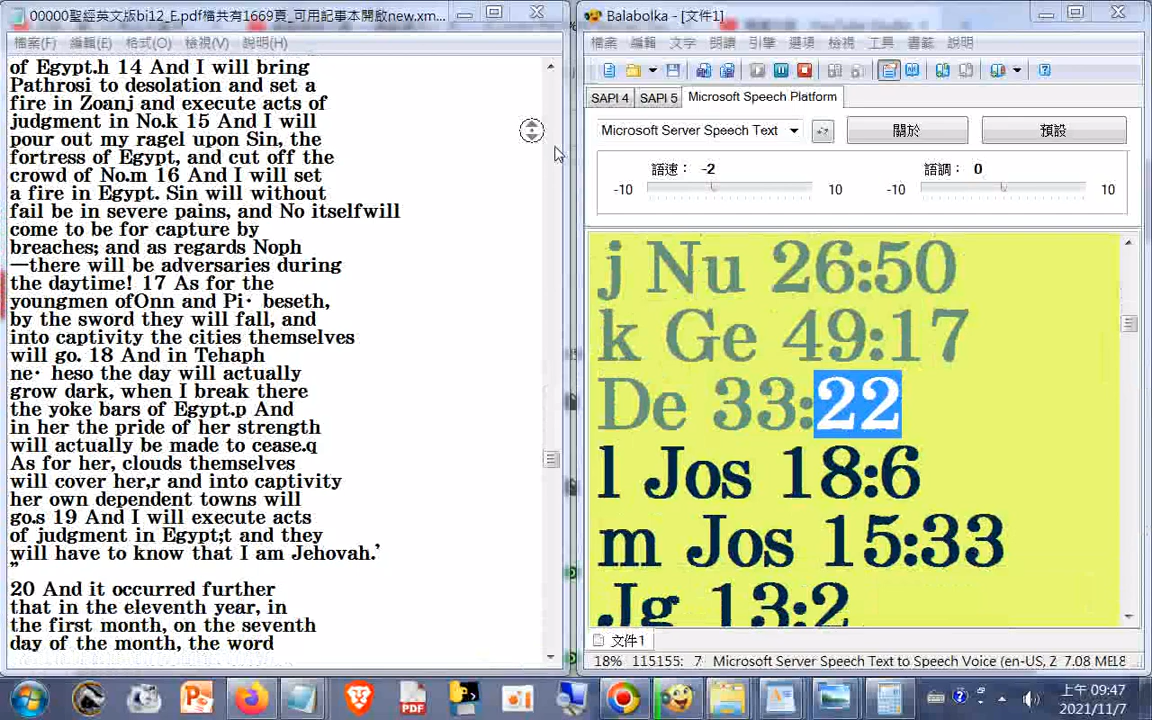 00000聖經英文版bi12_E.pdf檔共有1669頁_可用記事本開啟new.xm...
檔案(F) 編輯(E) 格式(O) 檢視(V) 說明(H)
of Egypt.h 14 And I will bring
Pathrosi to desolation and set a
fire in Zoanj and execute acts of
judgment in No.k 15 And I will
pour out my ragel upon Sin, the
fortress of Egypt, and cut off the
crowd of No.m 16 And I will set
a fire in Egypt. Sin will without
fail be in severe pains, and No itselfwill
come to be for capture by
breaches; and as regards Noph
—there will be adversaries during
the daytime! 17 As for the
youngmen ofOnn and Pi· beseth,
by the sword they will fall, and
into captivity the cities themselves
will go. 18 And in Tehaph
ne· heso the day will actually
grow dark, when I break there
the yoke bars of Egypt.p And
in her the pride of her strength
will actually be made to cease.q
As for her, clouds themselves
will cover her,r and into captivity
her own dependent towns will
go.s 19 And I will execute acts
of judgment in Egypt;t and they
will have to know that I am Jehovah.’
”
20 And it occurred further
that in the eleventh year, in
the first month, on the seventh
day of the month, the word
Balabolka - [文件1]
檔案 編輯 文字 朗讀 引擎 選項 檢視 工具 書籤 說明
SAPI 4 SAPI 5 Microsoft Speech Platform
Microsoft Server Speech Text 關於 預設
語速: -2 語調: 0
-10 10 -10 10
j Nu 26:50
k Ge 49:17
De 33:22
l Jos 18:6
m Jos 15:33
Jg 13:2
文件1
18% 115155: 7 Microsoft Server Speech Text to Speech Voice (en-US, 2 7.08 MEL8
上午 09:47
2021/11/7